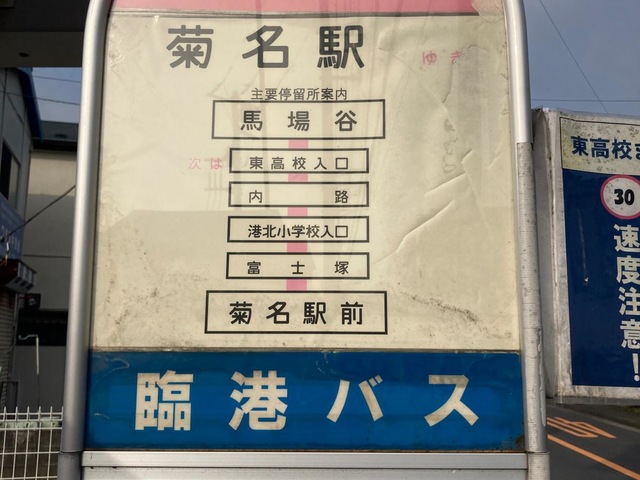 菊名駅
ゆき
主要停留所案内
馬場谷
次は
東高校入口
内路
港北小学校入口
富士塚
菊名駅前
臨港バス
東高校
30
速度注意!